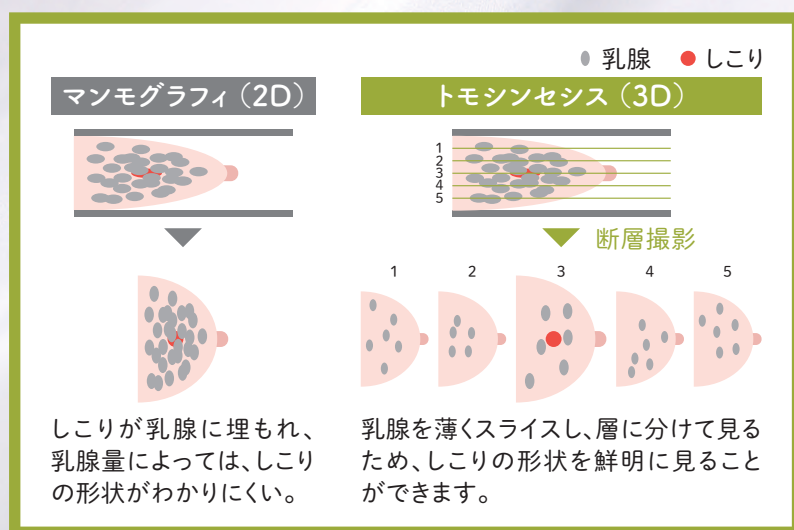 乳腺 しこり
マンモグラフィ（2D）
トモシンセシス（3D）
1
2
3
4
5
断層撮影
1 2 3 4 5
しこりが乳腺に埋もれ、
乳腺量によっては、しこり
の形状がわかりにくい。
乳腺を薄くスライスし、層に分けて見る
ため、しこりの形状を鮮明に見ること
ができます。